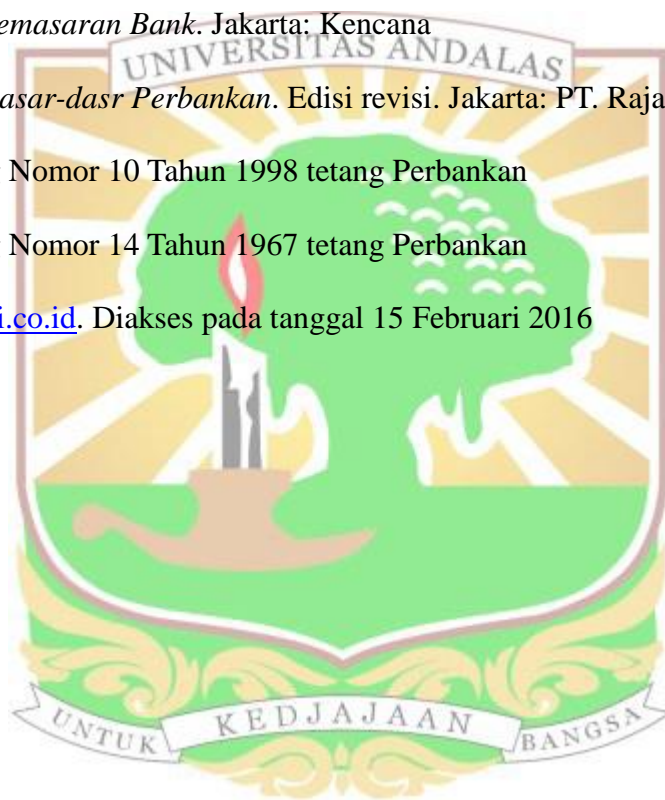 emasaran Bank. Jakarta: Kencana
UNIVERSITAS ANDALAS
asar-dasr Perbankan. Edisi revisi. Jakarta: PT. Raja
Nomor 10 Tahun 1998 tetang Perbankan
Nomor 14 Tahun 1967 tetang Perbankan
i.co.id. Diakses pada tanggal 15 Februari 2016
UNTUK KEDJAJAAN BANGSA